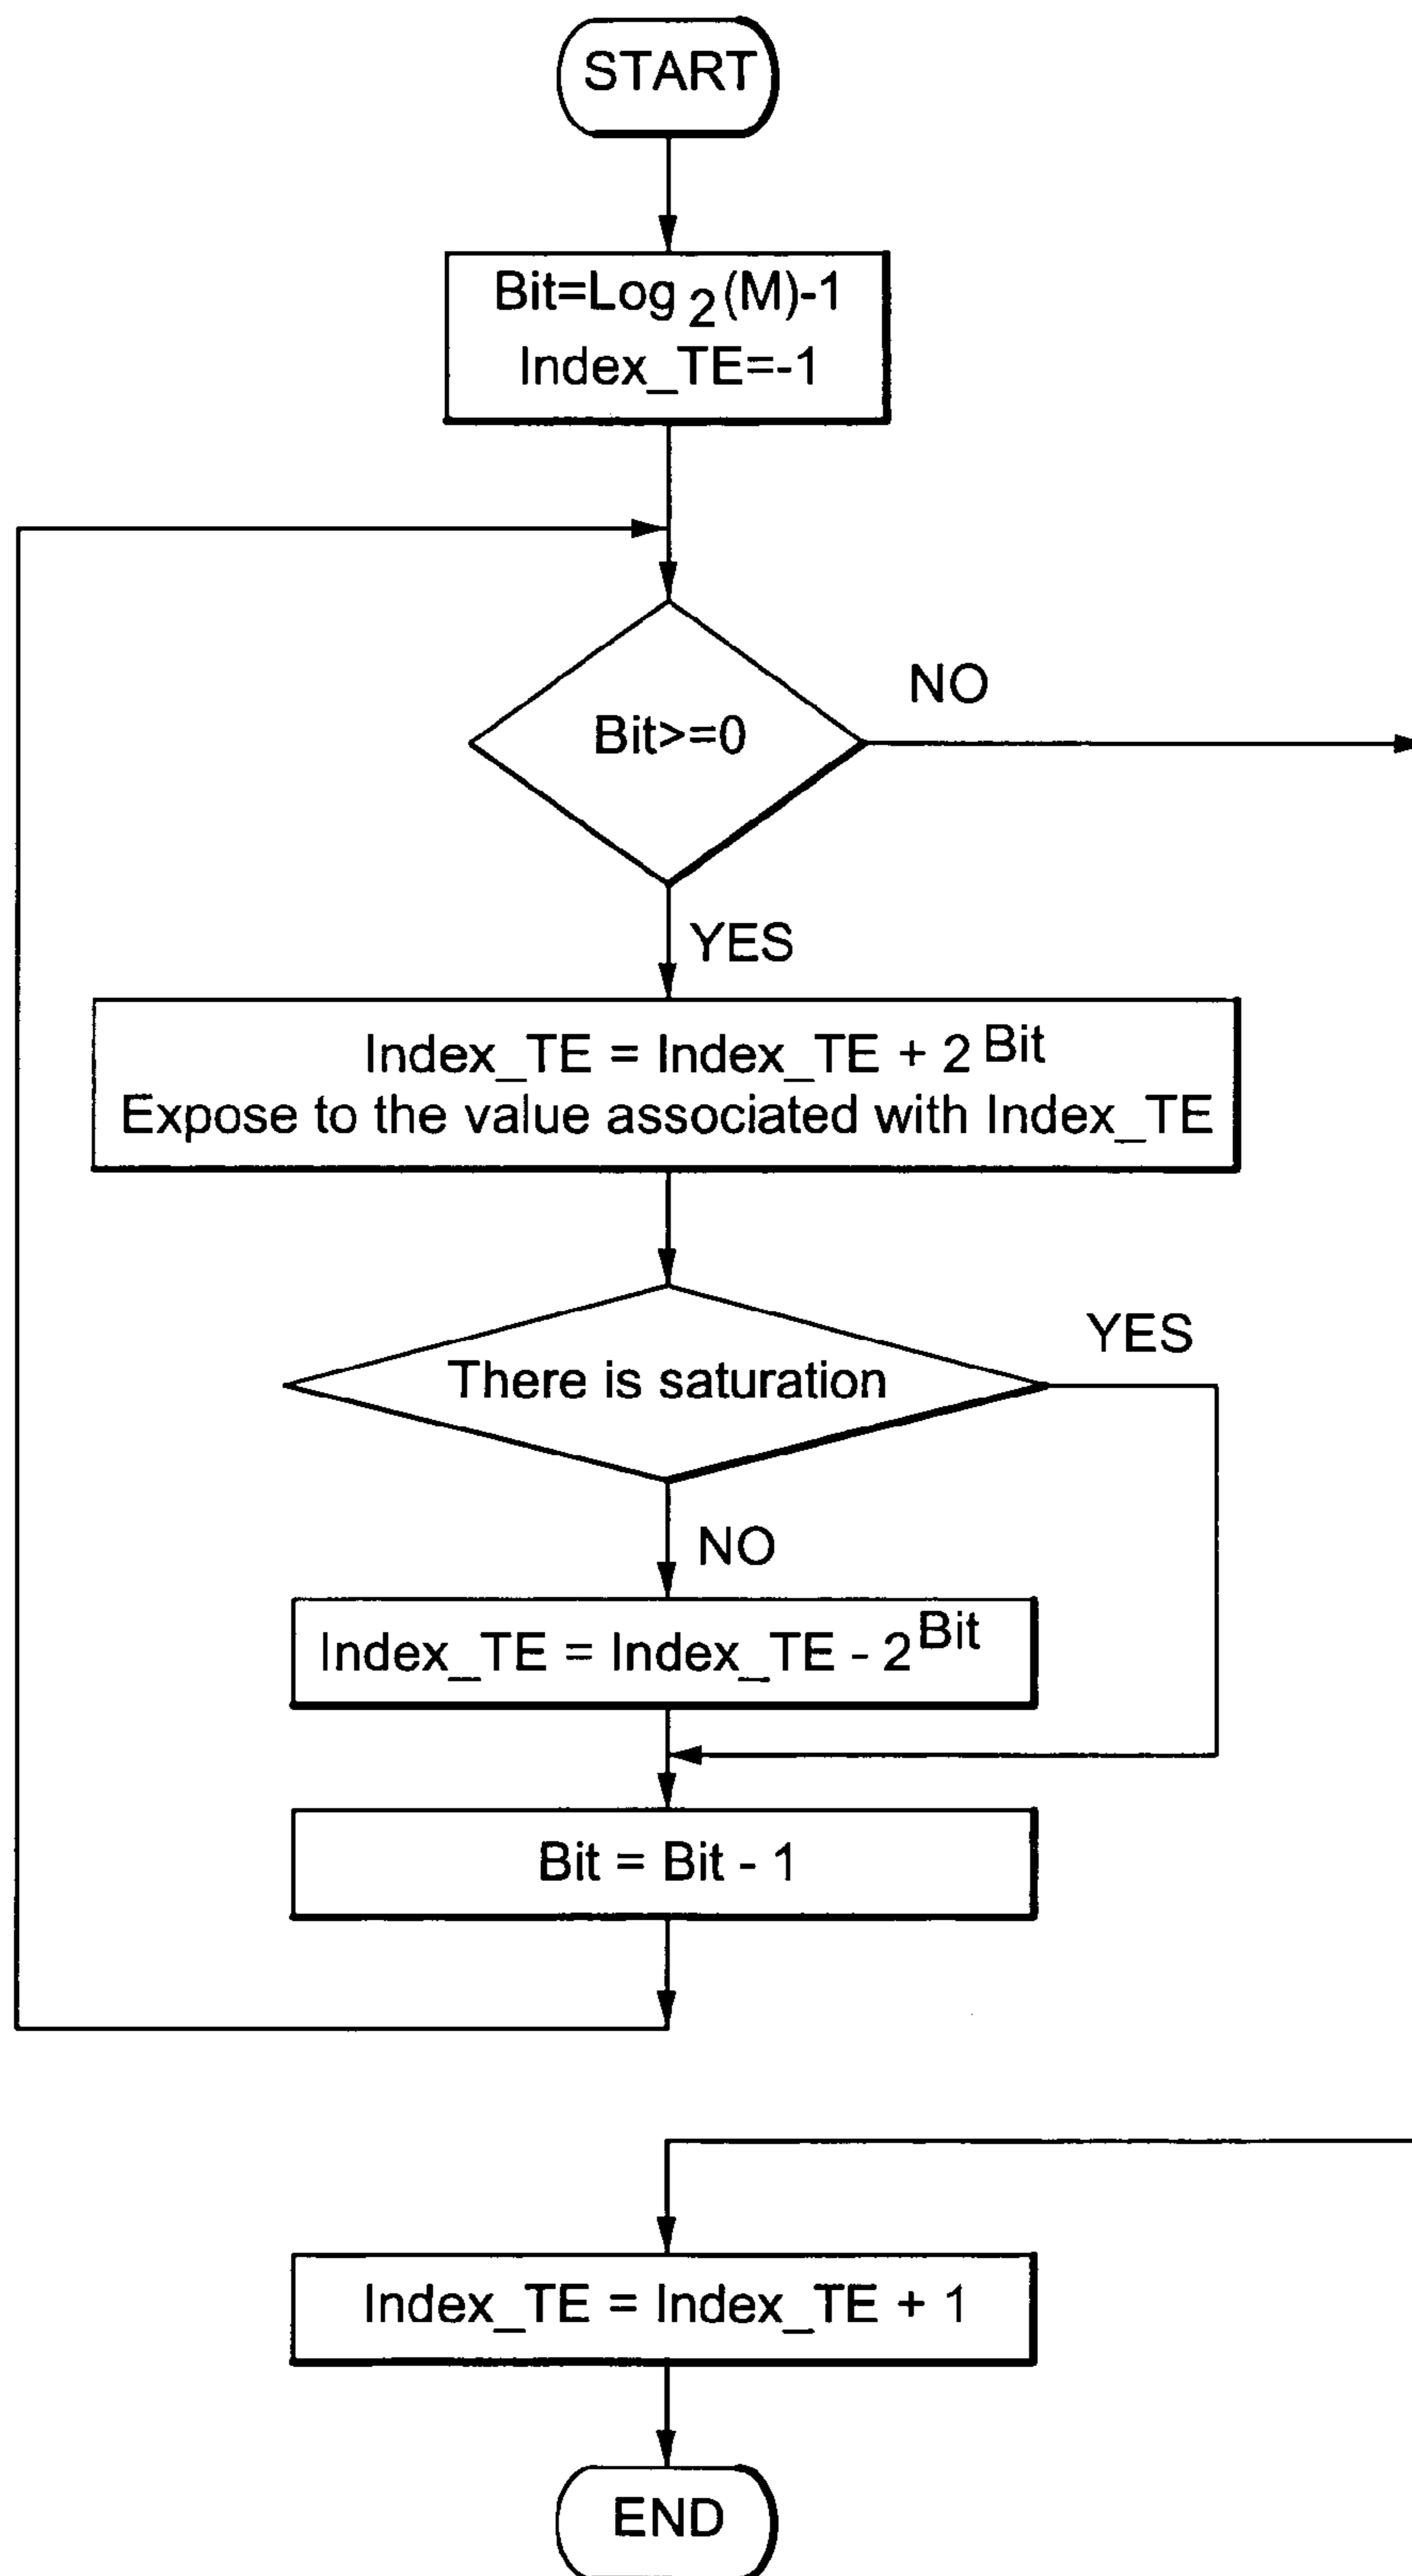 START
Bit=Log 2 (M)-1
Index_TE=-1
Bit>=0
NO
YES
Index_TE = Index_TE + 2 Bit
Expose to the value associated with Index_TE
There is saturation
YES
NO
Index_TE = Index_TE - 2 Bit
Bit = Bit - 1
Index_TE = Index_TE + 1
END